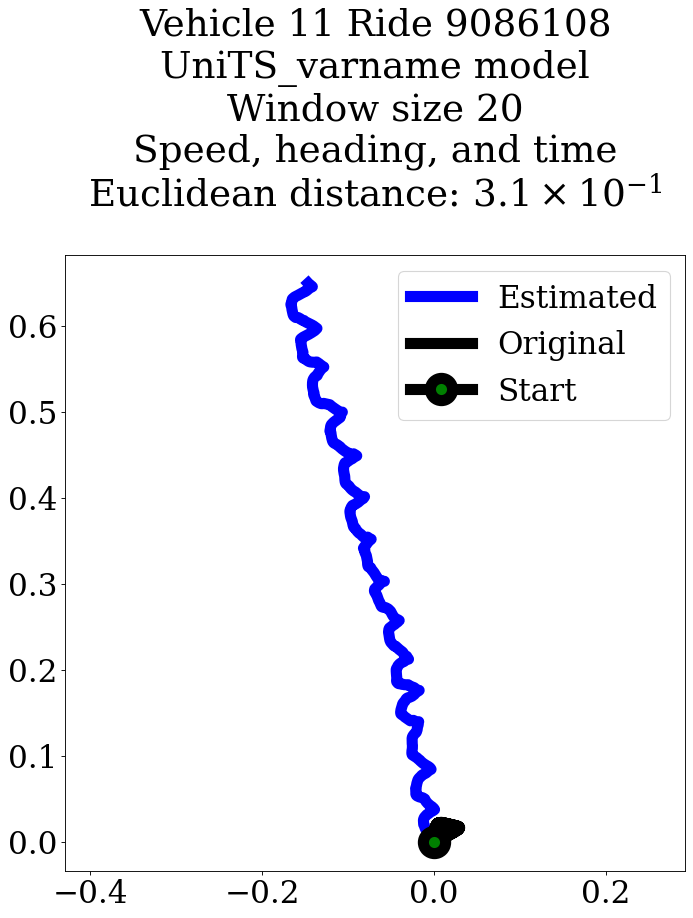 Vehicle 11 Ride 9086108
UniTS_varname model
Window size 20
Speed, heading, and time
Euclidean distance: 3.1 × 10⁻¹
Estimated
Original
Start
0.6
0.5
0.4
0.3
0.2
0.1
0.0
−0.4 −0.2 0.0 0.2